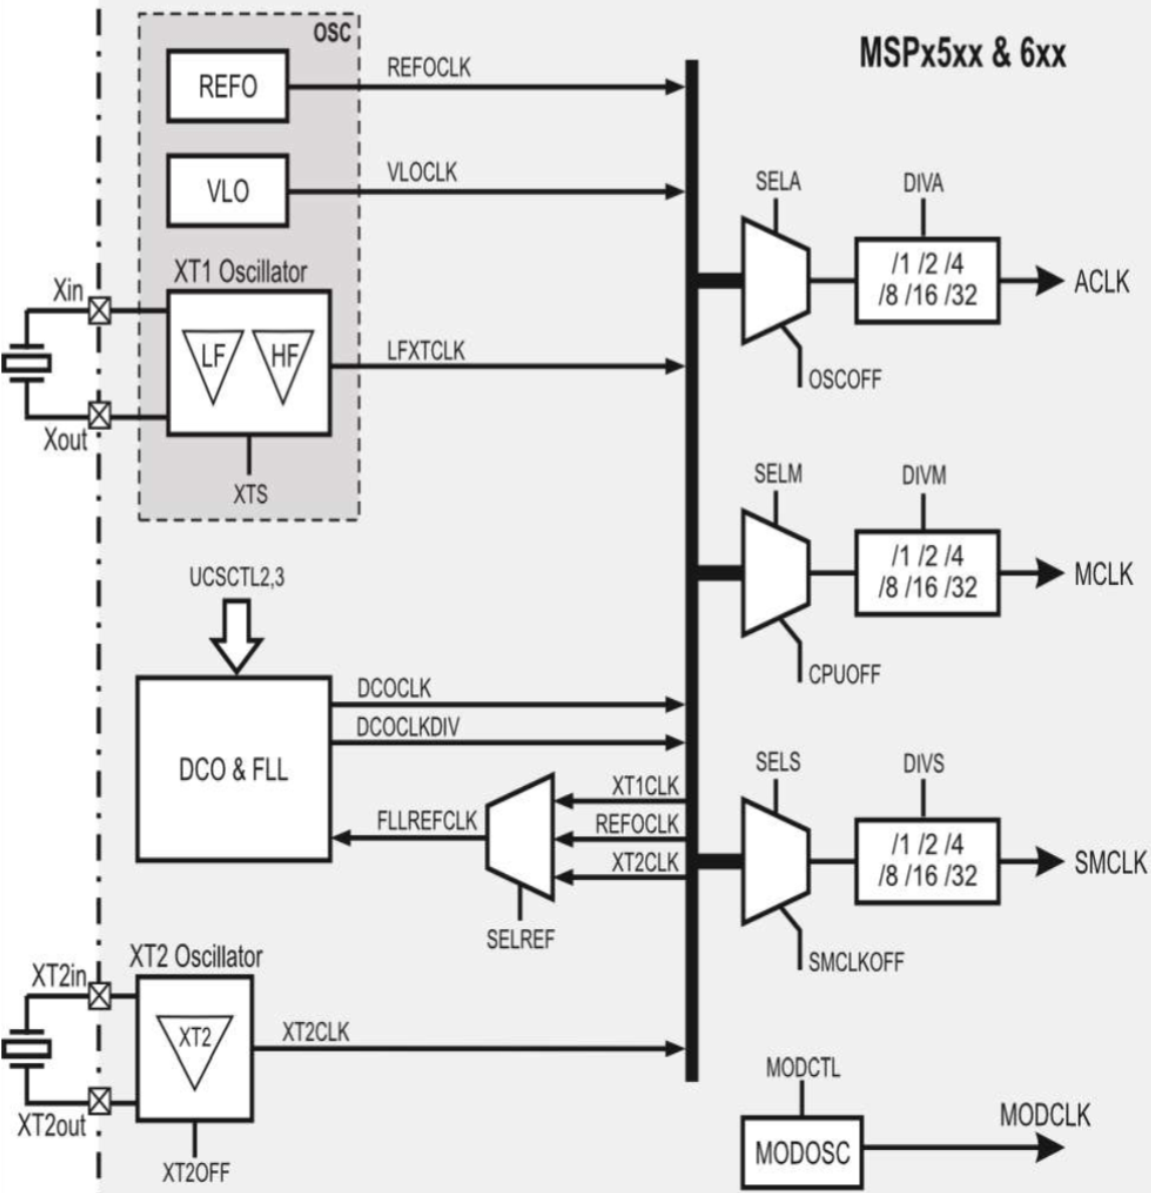 OSC
MSPx5xx & 6xx
REFO
REFOCLK
VLO
VLOCLK
SELA
DIVA
/1 /2 /4
/8 /16 /32
ACLK
OSCOFF
XT1 Oscillator
Xin
LF
HF
LFXTCLK
Xout
XTS
SELM
DIVM
/1 /2 /4
/8 /16 /32
MCLK
CPUOFF
UCSCTL2,3
DCO & FLL
DCOCLK
DCOCLKDIV
XT1CLK
FLLREFCLK
REFOCLK
XT2CLK
SELREF
SELS
DIVS
/1 /2 /4
/8 /16 /32
SMCLK
SMCLKOFF
XT2 Oscillator
XT2in
XT2
XT2CLK
XT2out
XT2OFF
MODCTL
MODOSC
MODCLK